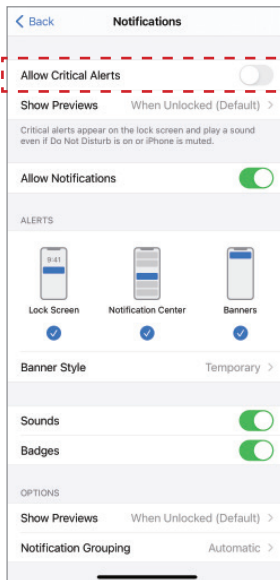 Back
Notifications
Allow Critical Alerts
Show Previews When Unlocked (Default)
Critical alerts appear on the lock screen and play a sound
even if Do Not Disturb is on or iPhone is muted.
Allow Notifications
ALERTS
9:41
Lock Screen Notification Center Banners
Banner Style Temporary
Sounds
Badges
OPTIONS
Show Previews When Unlocked (Default)
Notification Grouping Automatic